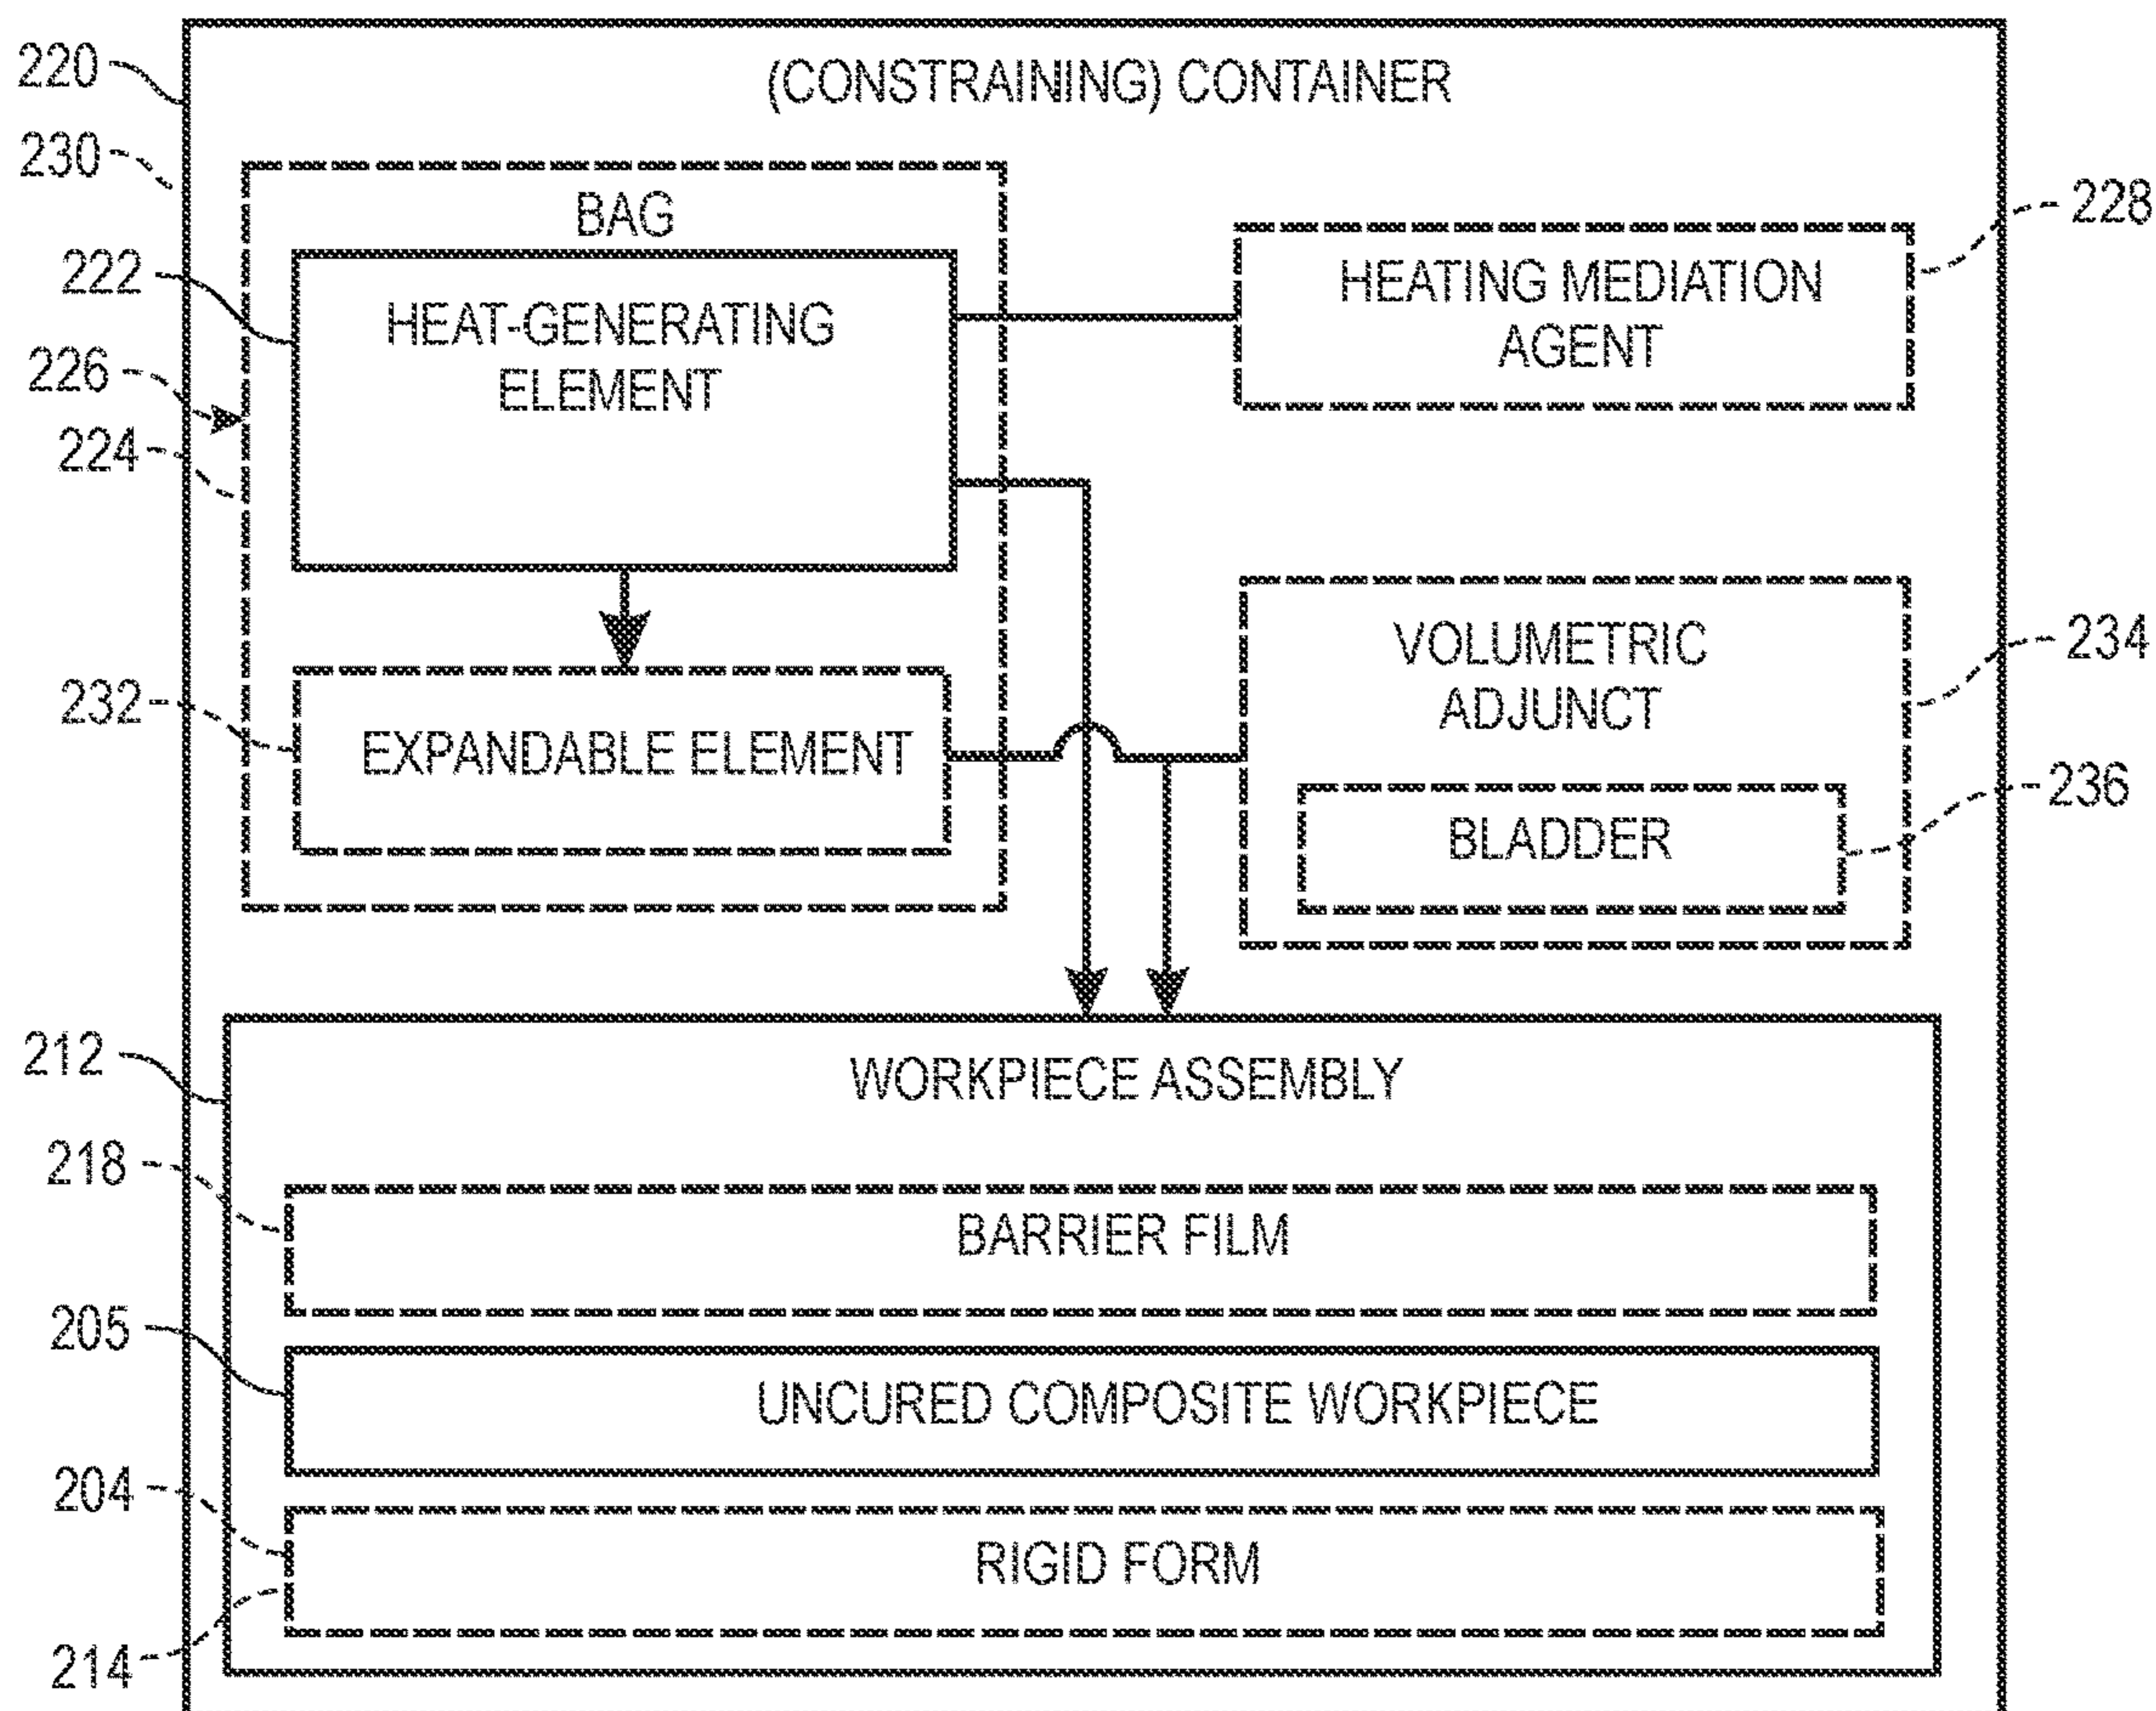 220
(CONSTRAINING) CONTAINER
230
BAG
228
222
HEAT-GENERATING
ELEMENT
HEATING MEDIATION
AGENT
226
224
234
VOLUMETRIC
ADJUNCT
232
EXPANDABLE ELEMENT
236
BLADDER
212
WORKPIECE ASSEMBLY
218
BARRIER FILM
205
UNCURED COMPOSITE WORKPIECE
204
RIGID FORM
214